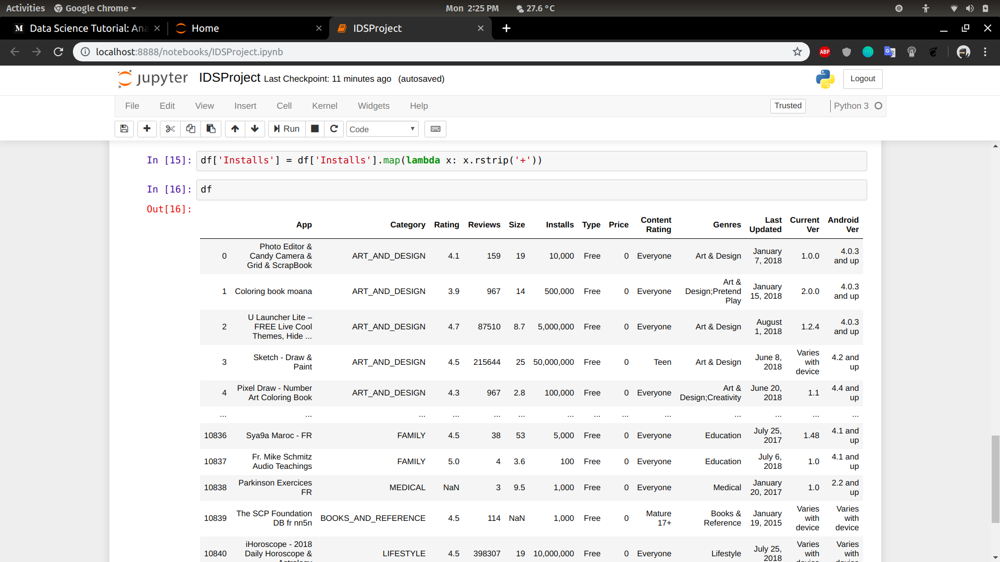 Activities Google Chrome Mon 2:25 PM 27.6 °C
M Data Science Tutorial: Ana Home IDSProject
localhost:8888/notebooks/IDSProject.ipynb ABP
jupyter IDSProject Last Checkpoint: 11 minutes ago (autosaved) Logout
File Edit View Insert Cell Kernel Widgets Help Trusted Python 3
Run Code
In [15]: df['Installs'] = df['Installs'].map(lambda x: x.rstrip('+'))
In [16]: df
Out[16]:
App Category Rating Reviews Size Installs Type Price Content Rating Genres Last Updated Current Ver Android Ver
0 Photo Editor & Candy Camera & Grid & ScrapBook ART_AND_DESIGN 4.1 159 19 10,000 Free 0 Everyone Art & Design January 7, 2018 1.0.0 4.0.3 and up
1 Coloring book moana ART_AND_DESIGN 3.9 967 14 500,000 Free 0 Everyone Art & Design;Pretend Play January 15, 2018 2.0.0 4.0.3 and up
2 U Launcher Lite – FREE Live Cool Themes, Hide ... ART_AND_DESIGN 4.7 87510 8.7 5,000,000 Free 0 Everyone Art & Design August 1, 2018 1.2.4 4.0.3 and up
3 Sketch - Draw & Paint ART_AND_DESIGN 4.5 215644 25 50,000,000 Free 0 Teen Art & Design June 8, 2018 Varies with device 4.2 and up
4 Pixel Draw - Number Art Coloring Book ART_AND_DESIGN 4.3 967 2.8 100,000 Free 0 Everyone Art & Design;Creativity June 20, 2018 1.1 4.4 and up
... ... ... ... ... ... ... ... ... ... ... ... ... ...
10836 Sya9a Maroc - FR FAMILY 4.5 38 53 5,000 Free 0 Everyone Education July 25, 2017 1.48 4.1 and up
10837 Fr. Mike Schmitz Audio Teachings FAMILY 5.0 4 3.6 100 Free 0 Everyone Education July 6, 2018 1.0 4.1 and up
10838 Parkinson Exercices FR MEDICAL NaN 3 9.5 1,000 Free 0 Everyone Medical January 20, 2017 1.0 2.2 and up
10839 The SCP Foundation DB fr nn5n BOOKS_AND_REFERENCE 4.5 114 NaN 1,000 Free 0 Mature 17+ Books & Reference January 19, 2015 Varies with device Varies with device
10840 iHoroscope - 2018 Daily Horoscope & LIFESTYLE 4.5 398307 19 10,000,000 Free 0 Everyone Lifestyle July 25, 2018 Varies with Varies with